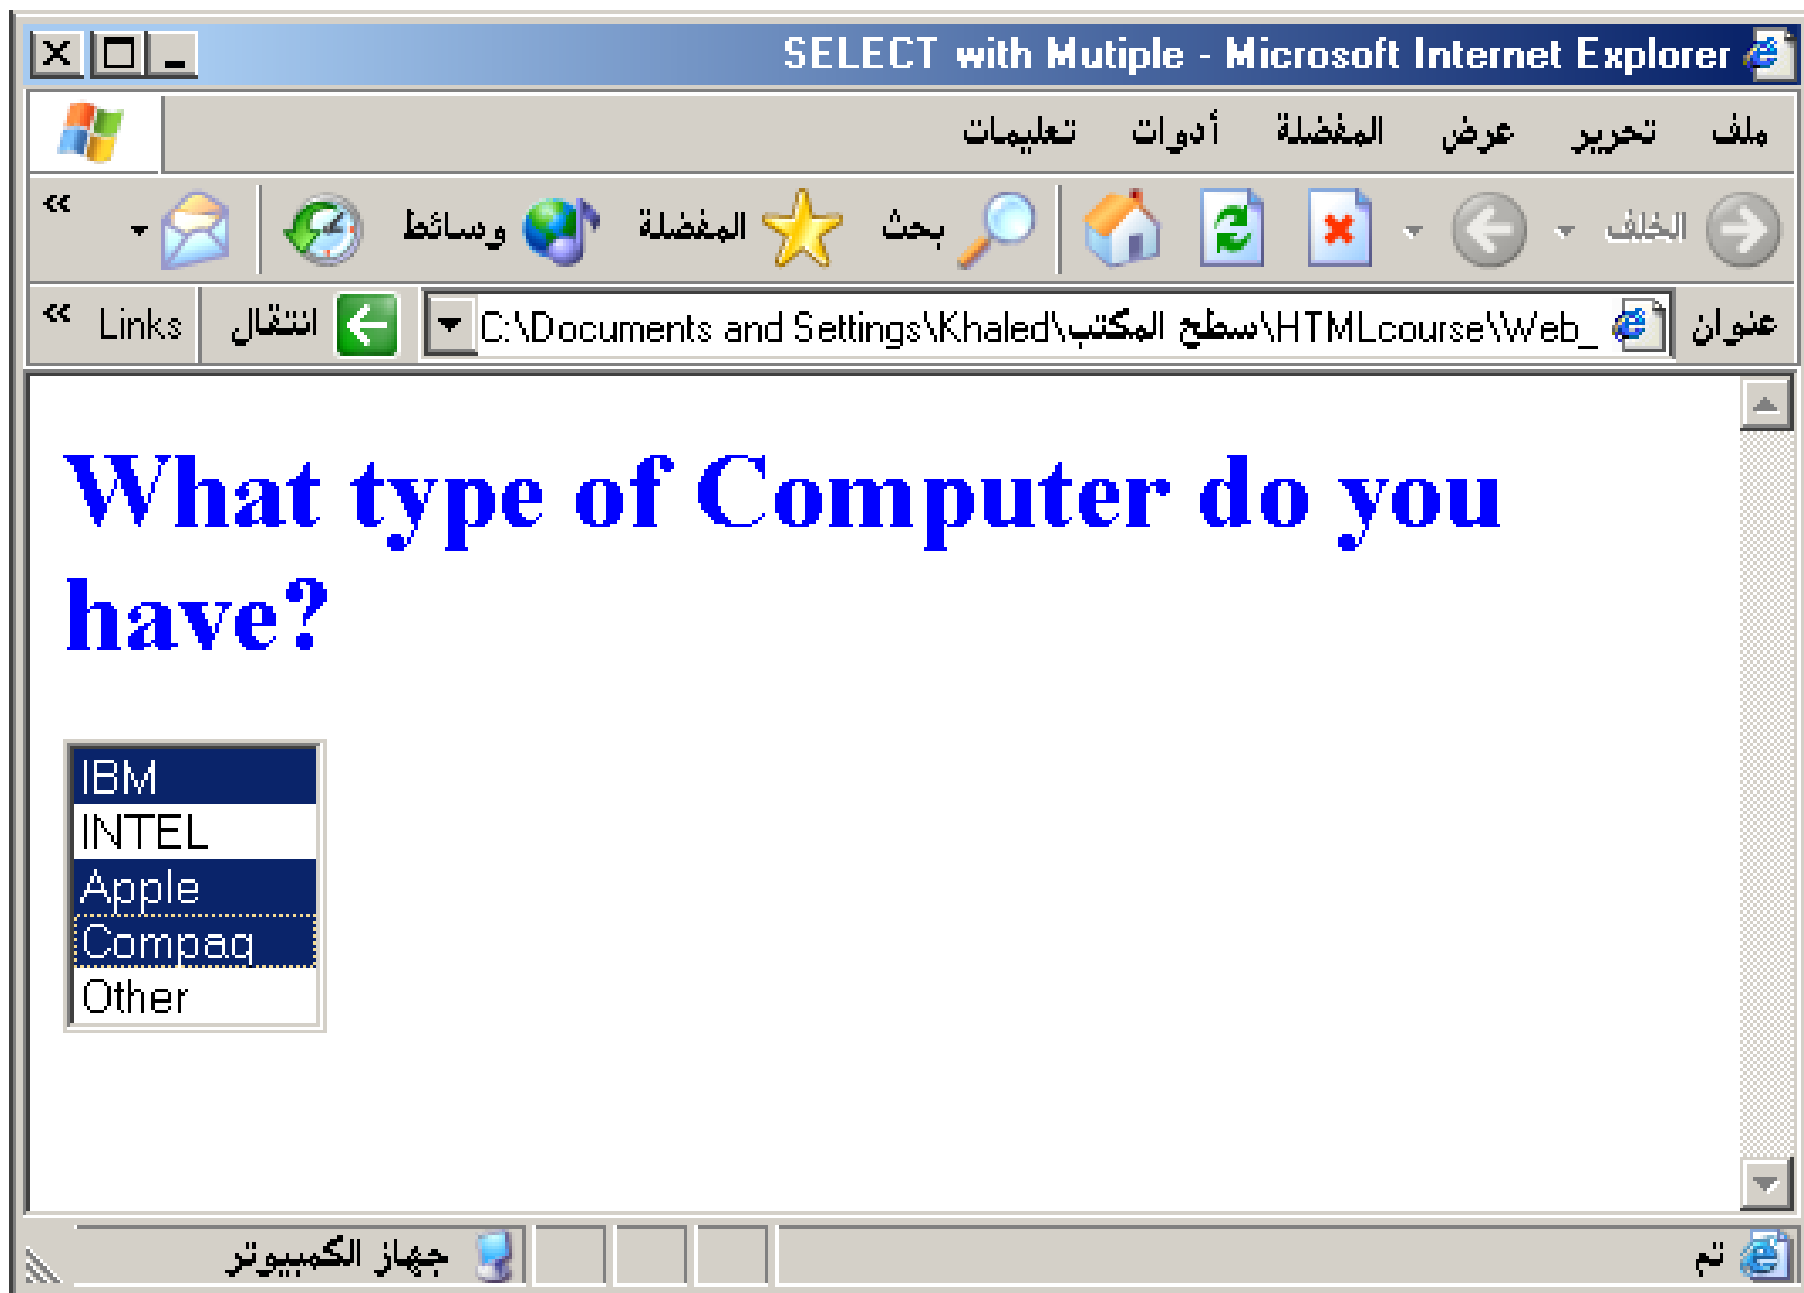 SELECT with Mutiple - Microsoft Internet Explorer
ملف تحرير عرض المفضلة أدوات تعليمات
الخلف بحث المفضلة وسائط »
عنوان C:\Documents and Settings\Khaled\سطح المكتب\HTMLcourse\Web_ انتقال Links »
What type of Computer do you
have?
IBM
INTEL
Apple
Compaq
Other
تم جهاز الكمبيوتر